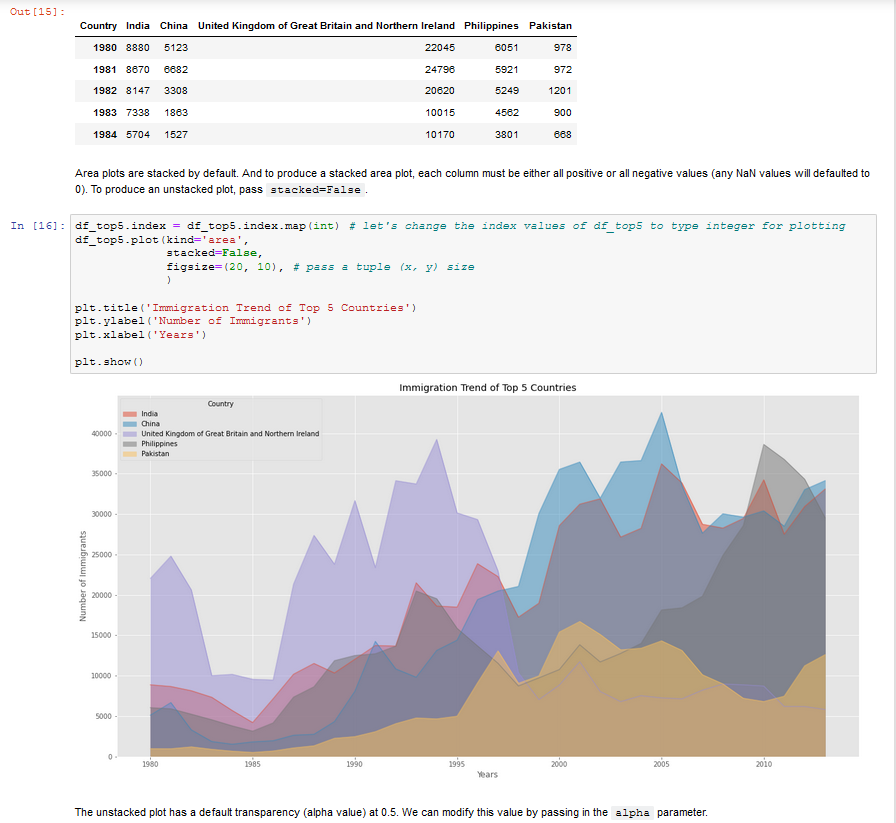 Out[15]:
Country India China United Kingdom of Great Britain and Northern Ireland Philippines Pakistan
1980 8880 5123 22045 6051 978
1981 8670 6682 24796 5921 972
1982 8147 3308 20620 5249 1201
1983 7338 1863 10015 4562 900
1984 5704 1527 10170 3801 668
Area plots are stacked by default. And to produce a stacked area plot, each column must be either all positive or all negative values (any NaN values will defaulted to
0). To produce an unstacked plot, pass stacked=False .
In [16]: df_top5.index = df_top5.index.map(int) # let's change the index values of df_top5 to type integer for plotting
df_top5.plot(kind='area',
stacked=False,
figsize=(20, 10), # pass a tuple (x, y) size
)
plt.title('Immigration Trend of Top 5 Countries')
plt.ylabel('Number of Immigrants')
plt.xlabel('Years')
plt.show()
Immigration Trend of Top 5 Countries
Country
India
China
United Kingdom of Great Britain and Northern Ireland
Philippines
Pakistan
Number of Immigrants
40000
35000
30000
25000
20000
15000
10000
5000
0
1980 1985 1990 1995 2000 2005 2010
Years
The unstacked plot has a default transparency (alpha value) at 0.5. We can modify this value by passing in the alpha parameter.